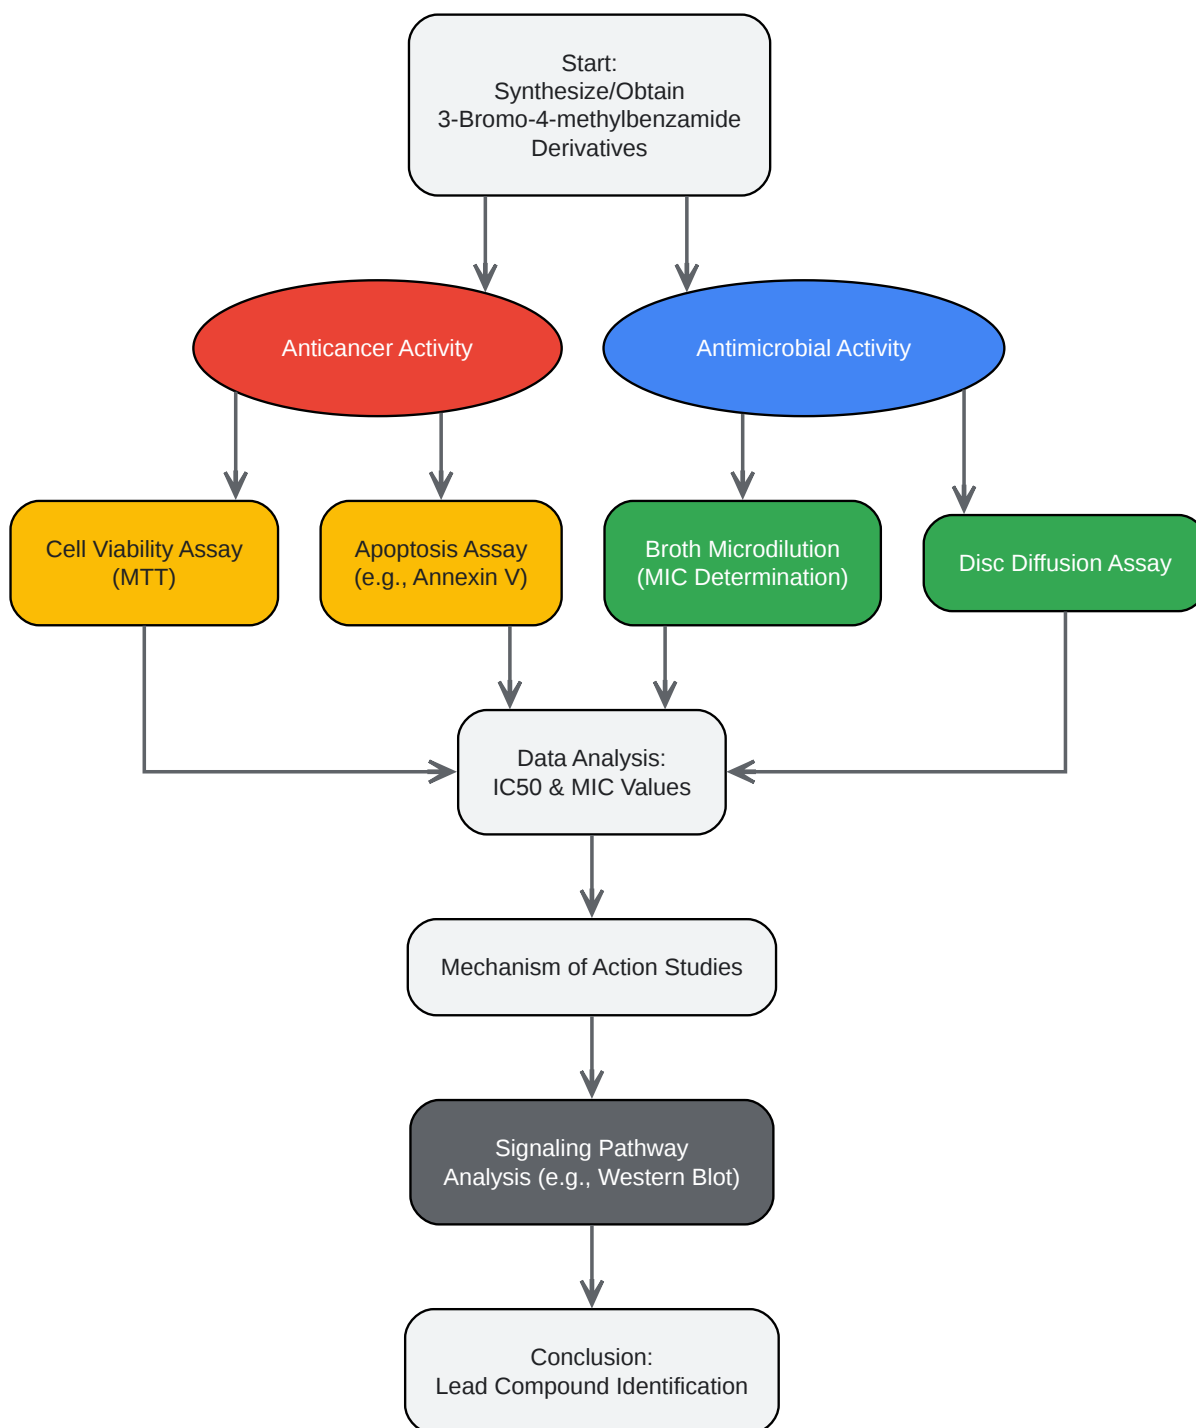 Start:
Synthesize/Obtain
3-Bromo-4-methylbenzamide
Derivatives
Anticancer Activity
Antimicrobial Activity
Cell Viability Assay
(MTT)
Apoptosis Assay
(e.g., Annexin V)
Broth Microdilution
(MIC Determination)
Disc Diffusion Assay
Data Analysis:
IC50 & MIC Values
Mechanism of Action Studies
Signaling Pathway
Analysis (e.g., Western Blot)
Conclusion:
Lead Compound Identification